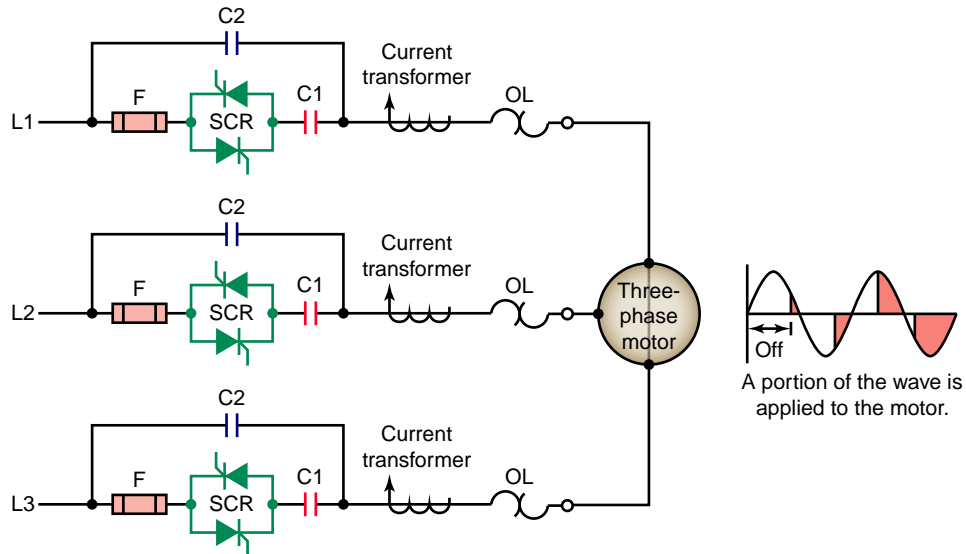 C2
Current
transformer
F
C1
OL
L1
SCR
C2
Current
transformer
F
C1
OL
L2
SCR
Three-
phase
motor
Off
A portion of the wave is
applied to the motor.
C2
Current
transformer
F
C1
OL
L3
SCR